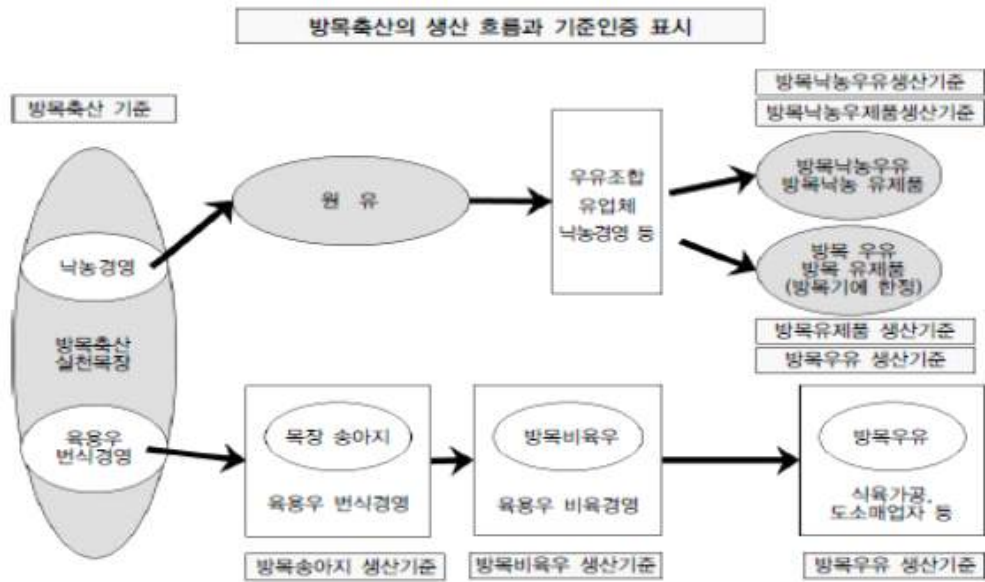 방목축산의 생산 흐름과 기준인증 표시
방목축산 기준
방목낙농우유생산기준
방목낙농우제품생산기준
낙농경영
방목축산
실천목장
육용우
번식경영
원 유
우유조합
유업체
낙농경영 등
방목낙농우유
방목낙농 유제품
방목 우유
방목 유제품
(방목기에 한정)
방목유제품 생산기준
방목우유 생산기준
목장 송아지
육용우 번식경영
방목송아지 생산기준
방목비육우
육용우 비육경영
방목비육우 생산기준
방목우유
식육가공,
도소매업자 등
방목우유 생산기준